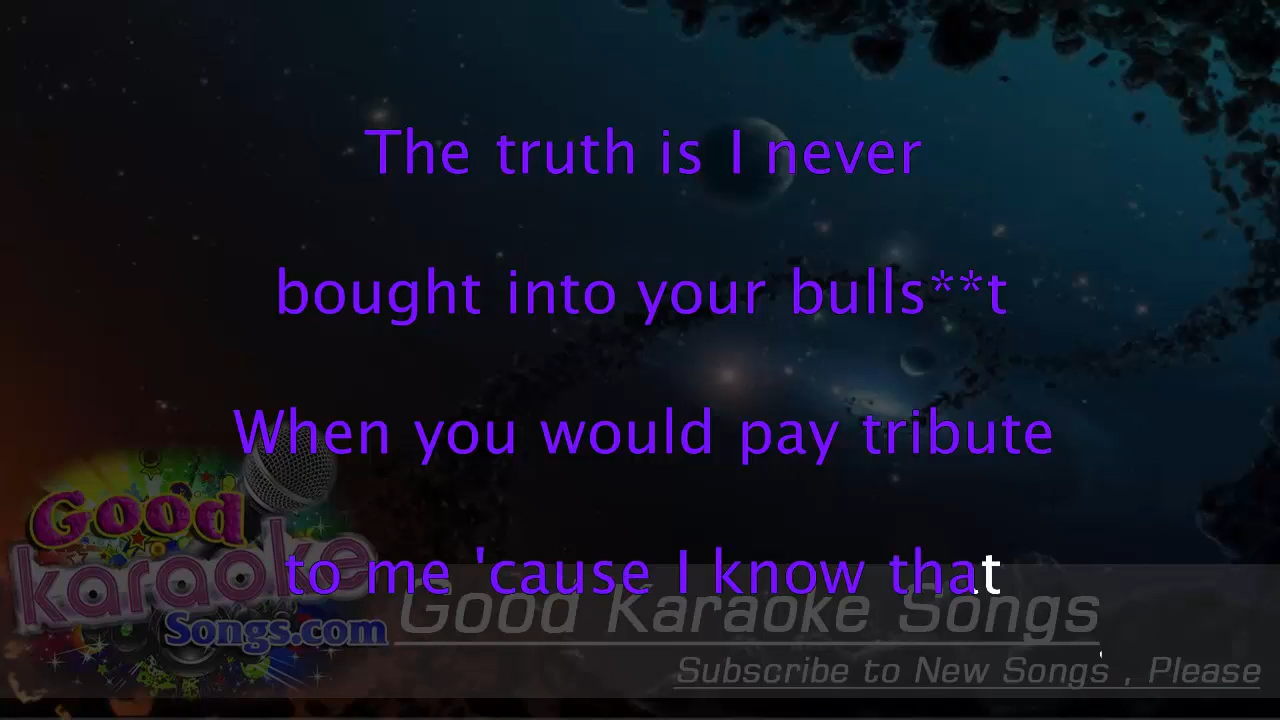 The truth is I never
bought into your bulls**t
When you would pay tribute
to me 'cause I know that
Good
karaoke
Songs.com
Good Karaoke Songs
Subscribe to New Songs , Please